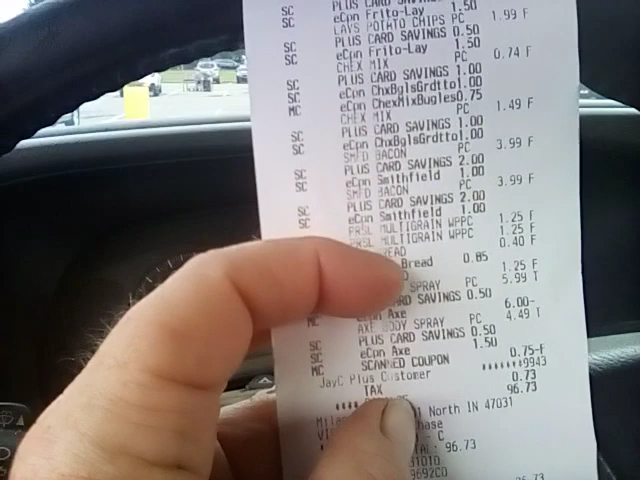 SC PLUS CARD SAVINGS 1.50
eCpn Frito-Lay
LAYS POTATO CHIPS PC 1.99 F
SC PLUS CARD SAVINGS 0.50
SC eCpn Frito-Lay 1.50
CHEX MIX PC 0.74 F
SC PLUS CARD SAVINGS 1.00
SC eCpn ChxBglsGrdtto1.00
MC eCpn ChexMixBugles0.75
CHEX MIX PC 1.49 F
SC PLUS CARD SAVINGS 1.00
SC eCpn ChxBglsGrdtto1.00
SMFD BACON PC 3.99 F
SC PLUS CARD SAVINGS 2.00
SC eCpn Smithfield 1.00
SMFD BACON PC 3.99 F
SC PLUS CARD SAVINGS 2.00
SC eCpn Smithfield 1.00
PRSL MULTIGRAIN WPPC 1.25 F
PRSL MULTIGRAIN WPPC 1.25 F
0.40 F
Bread 0.85
1.25 F
SPRAY PC 5.99 T
SAVINGS 0.50
MC Axe 6.00-
AXE BODY SPRAY PC 4.49 T
SC PLUS CARD SAVINGS 0.50
SC eCpn Axe 1.50
MC SCANNED COUPON 0.75-F
JayC Plus Customer *******9943
TAX 0.73
**** 96.73
North IN 47031
- C
96.73